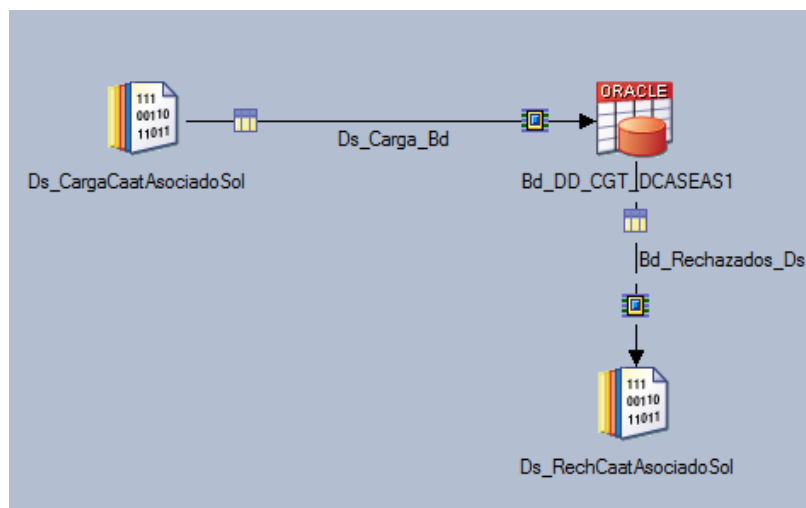 111
00110
11011
Ds_CargaCaatAsociadoSol
Ds_Carga_Bd
ORACLE
Bd_DD_CGT_DCASEAS1
Bd_Rechazados_Ds
111
00110
11011
Ds_RechCaatAsociadoSol